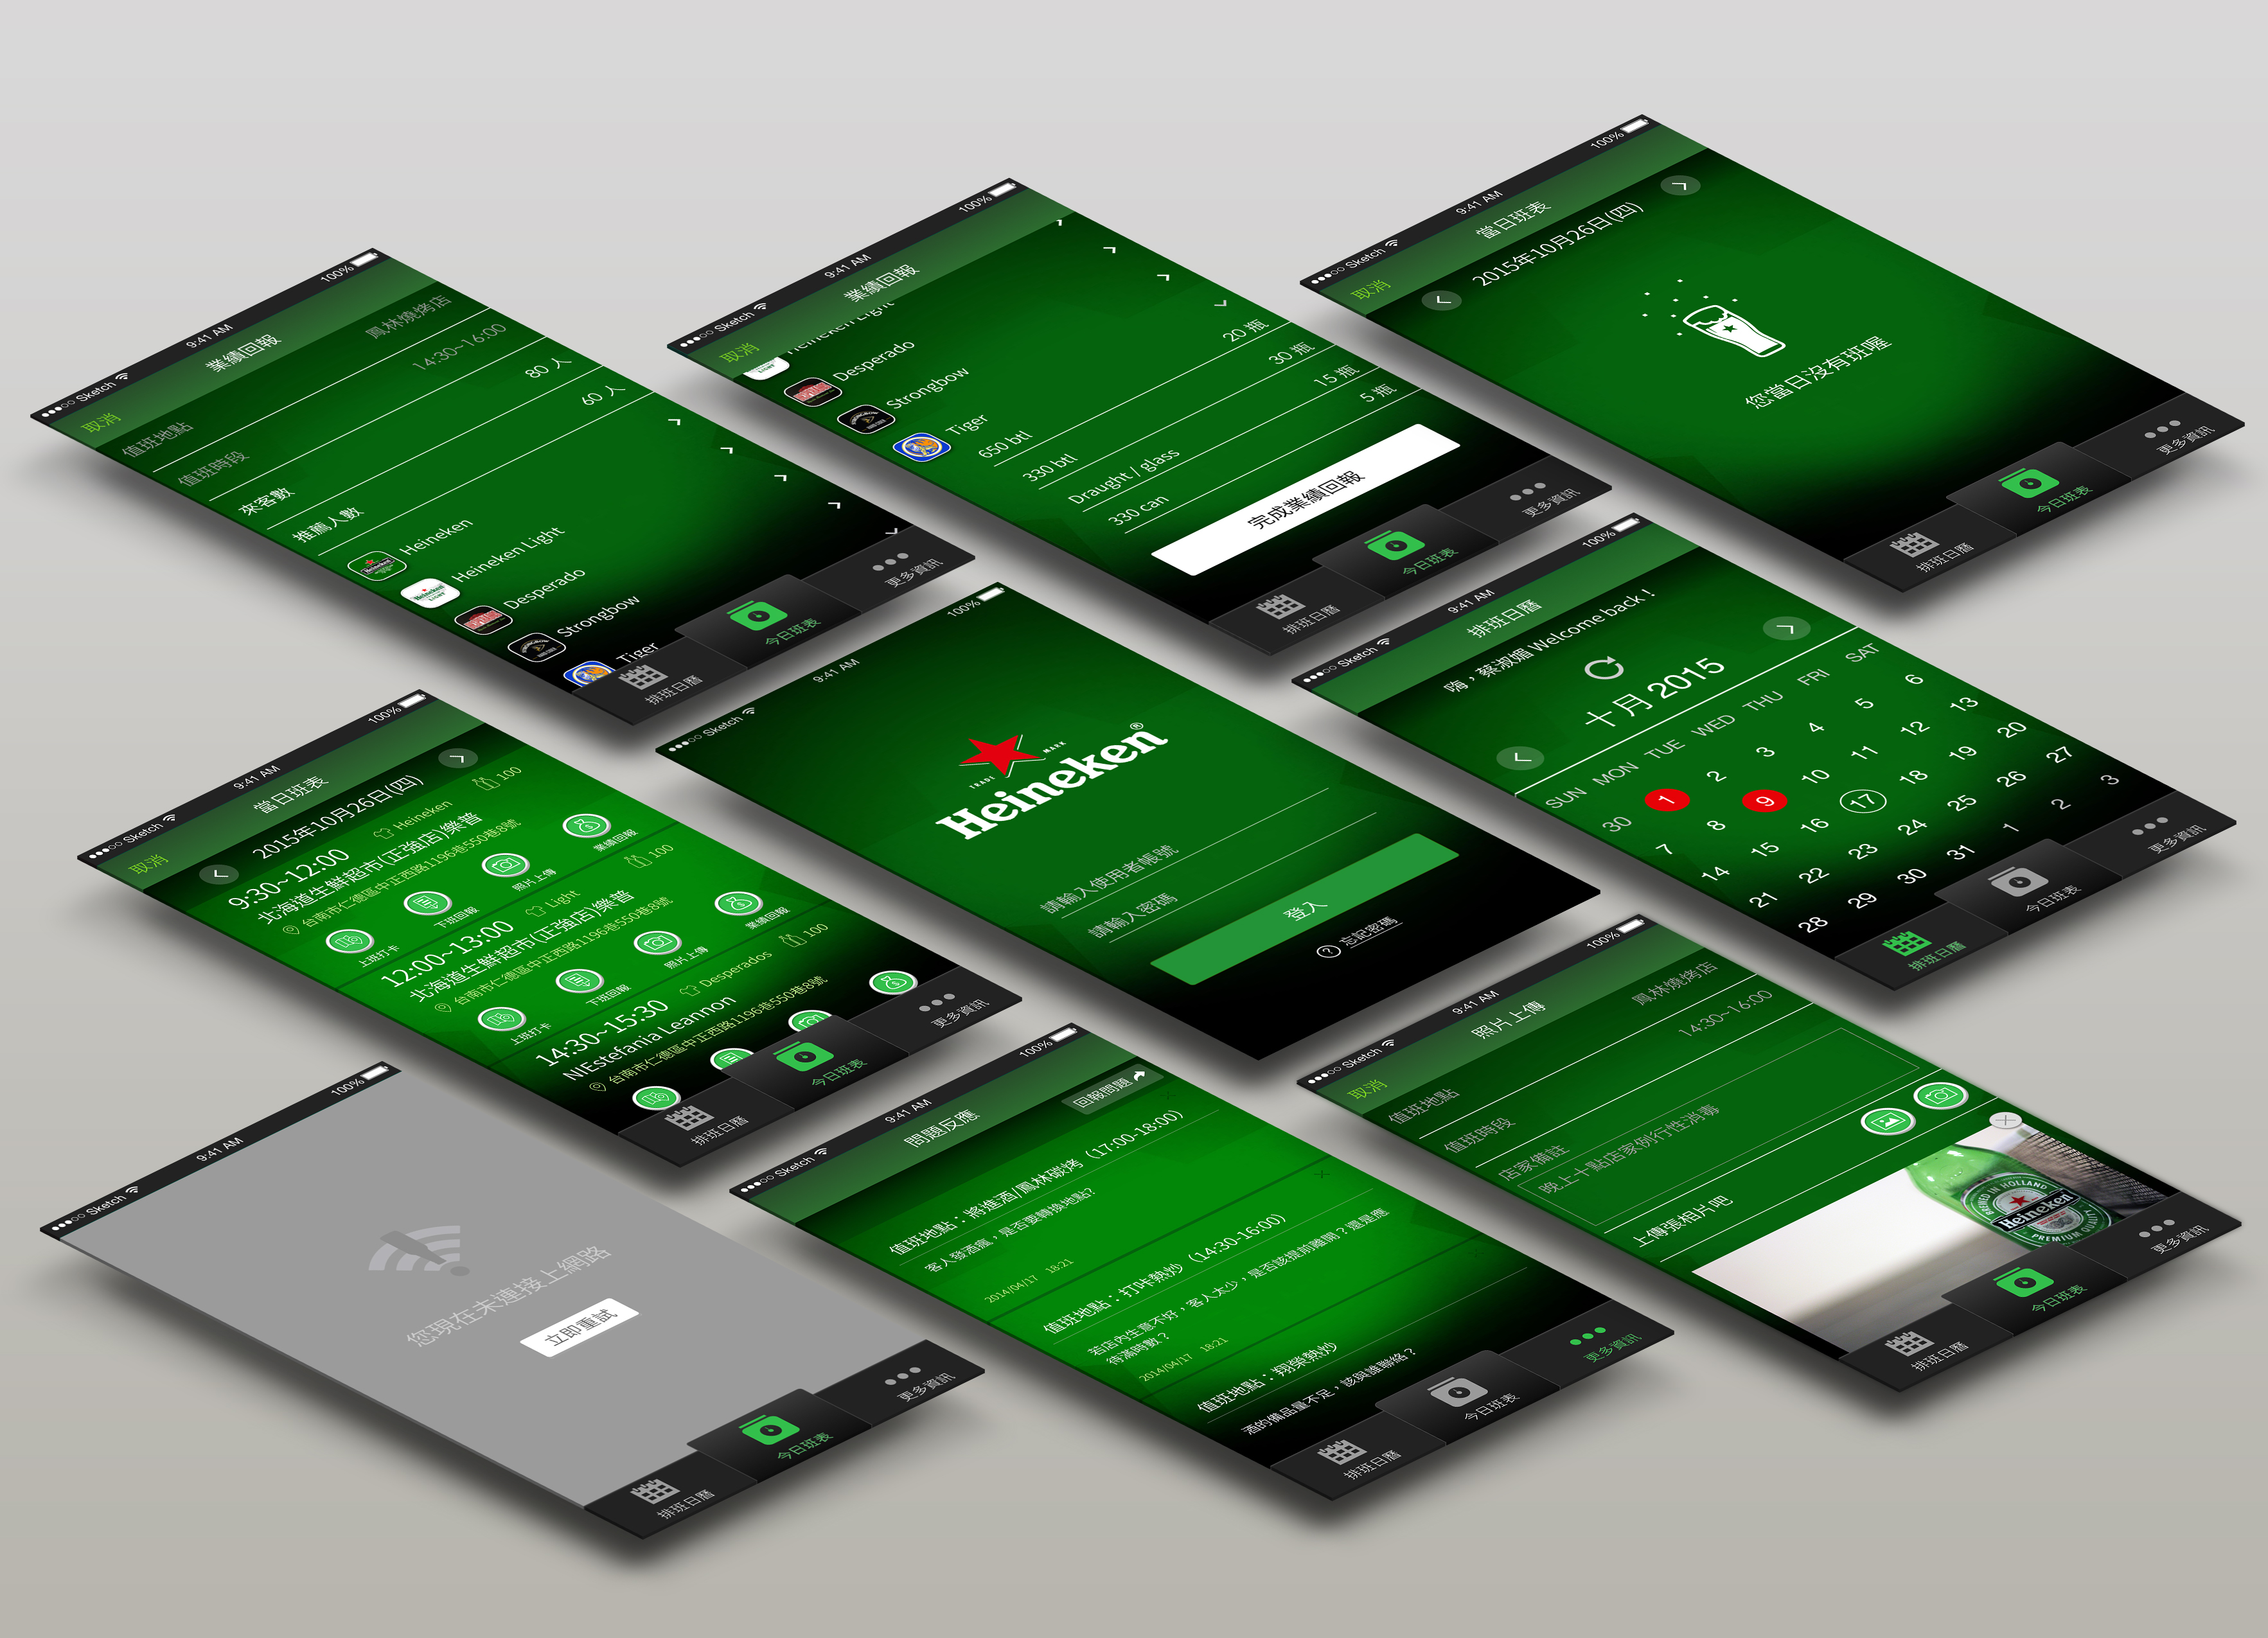 Sketch 9:41 AM 100%
取消 業績回報
值班地點 鳳林燒烤店
值班時段 14:30~16:00
來客數 80 人
推薦人數 60 人
Heineken
Heineken Light
Desperado
Strongbow
Tiger
排班日曆 今日班表 更多資訊
Sketch 9:41 AM 100%
取消 業績回報
Heineken Light
Desperado
Strongbow
Tiger
650 btl 20 瓶
330 btl 30 瓶
Draught / glass 15 瓶
330 can 5 瓶
完成業績回報
排班日曆 今日班表 更多資訊
Sketch 9:41 AM 100%
取消 當日班表
2015年10月26日(四)
您當日沒有班喔
排班日曆 今日班表 更多資訊
Sketch 9:41 AM 100%
取消 當日班表
2015年10月26日(四)
9:30~12:00 Heineken 100
北海道生鮮超市(正強店)樂普
台南市仁德區中正西路1196巷550巷8號
上班打卡 下班回報 照片上傳 業績回報
12:00~13:00 Light 100
北海道生鮮超市(正強店)樂普
台南市仁德區中正西路1196巷550巷8號
上班打卡 下班回報 照片上傳 業績回報
14:30~15:30 Desperados 100
NIEstefania Leannon
台南市仁德區中正西路1196巷550巷8號
排班日曆 今日班表 更多資訊
Sketch 9:41 AM 100%
TRADE MARK
Heineken®
請輸入使用者帳號
請輸入密碼
登入
? 忘記密碼
Sketch 9:41 AM 100%
排班日曆
嗨，蔡淑媚 Welcome back !
十月 2015
SUN MON TUE WED THU FRI SAT
30 1 2 3 4 5 6
7 8 9 10 11 12 13
14 15 16 17 18 19 20
21 22 23 24 25 26 27
28 29 30 31 1 2 3
排班日曆 今日班表 更多資訊
Sketch 9:41 AM 100%
您現在未連接上網路
立即重試
排班日曆 今日班表 更多資訊
Sketch 9:41 AM 100%
問題反應 回報問題
值班地點：將進酒/鳳林碳烤（17:00-18:00）
客人發酒瘋，是否要轉換地點?
2014/04/17 18:21
值班地點：打咔熱炒（14:30-16:00）
若店內生意不好，客人太少，是否該提前離開？還是應
待滿時數？
2014/04/17 18:21
值班地點：翔榮熱炒
酒的備品量不足，該與誰聯絡？
排班日曆 今日班表 更多資訊
Sketch 9:41 AM 100%
取消 照片上傳
值班地點 鳳林燒烤店
值班時段 14:30~16:00
店家備註
晚上十點店家例行性消毒
上傳張相片吧
BREWED IN HOLLAND
Heineken
PREMIUM QUALITY
排班日曆 今日班表 更多資訊